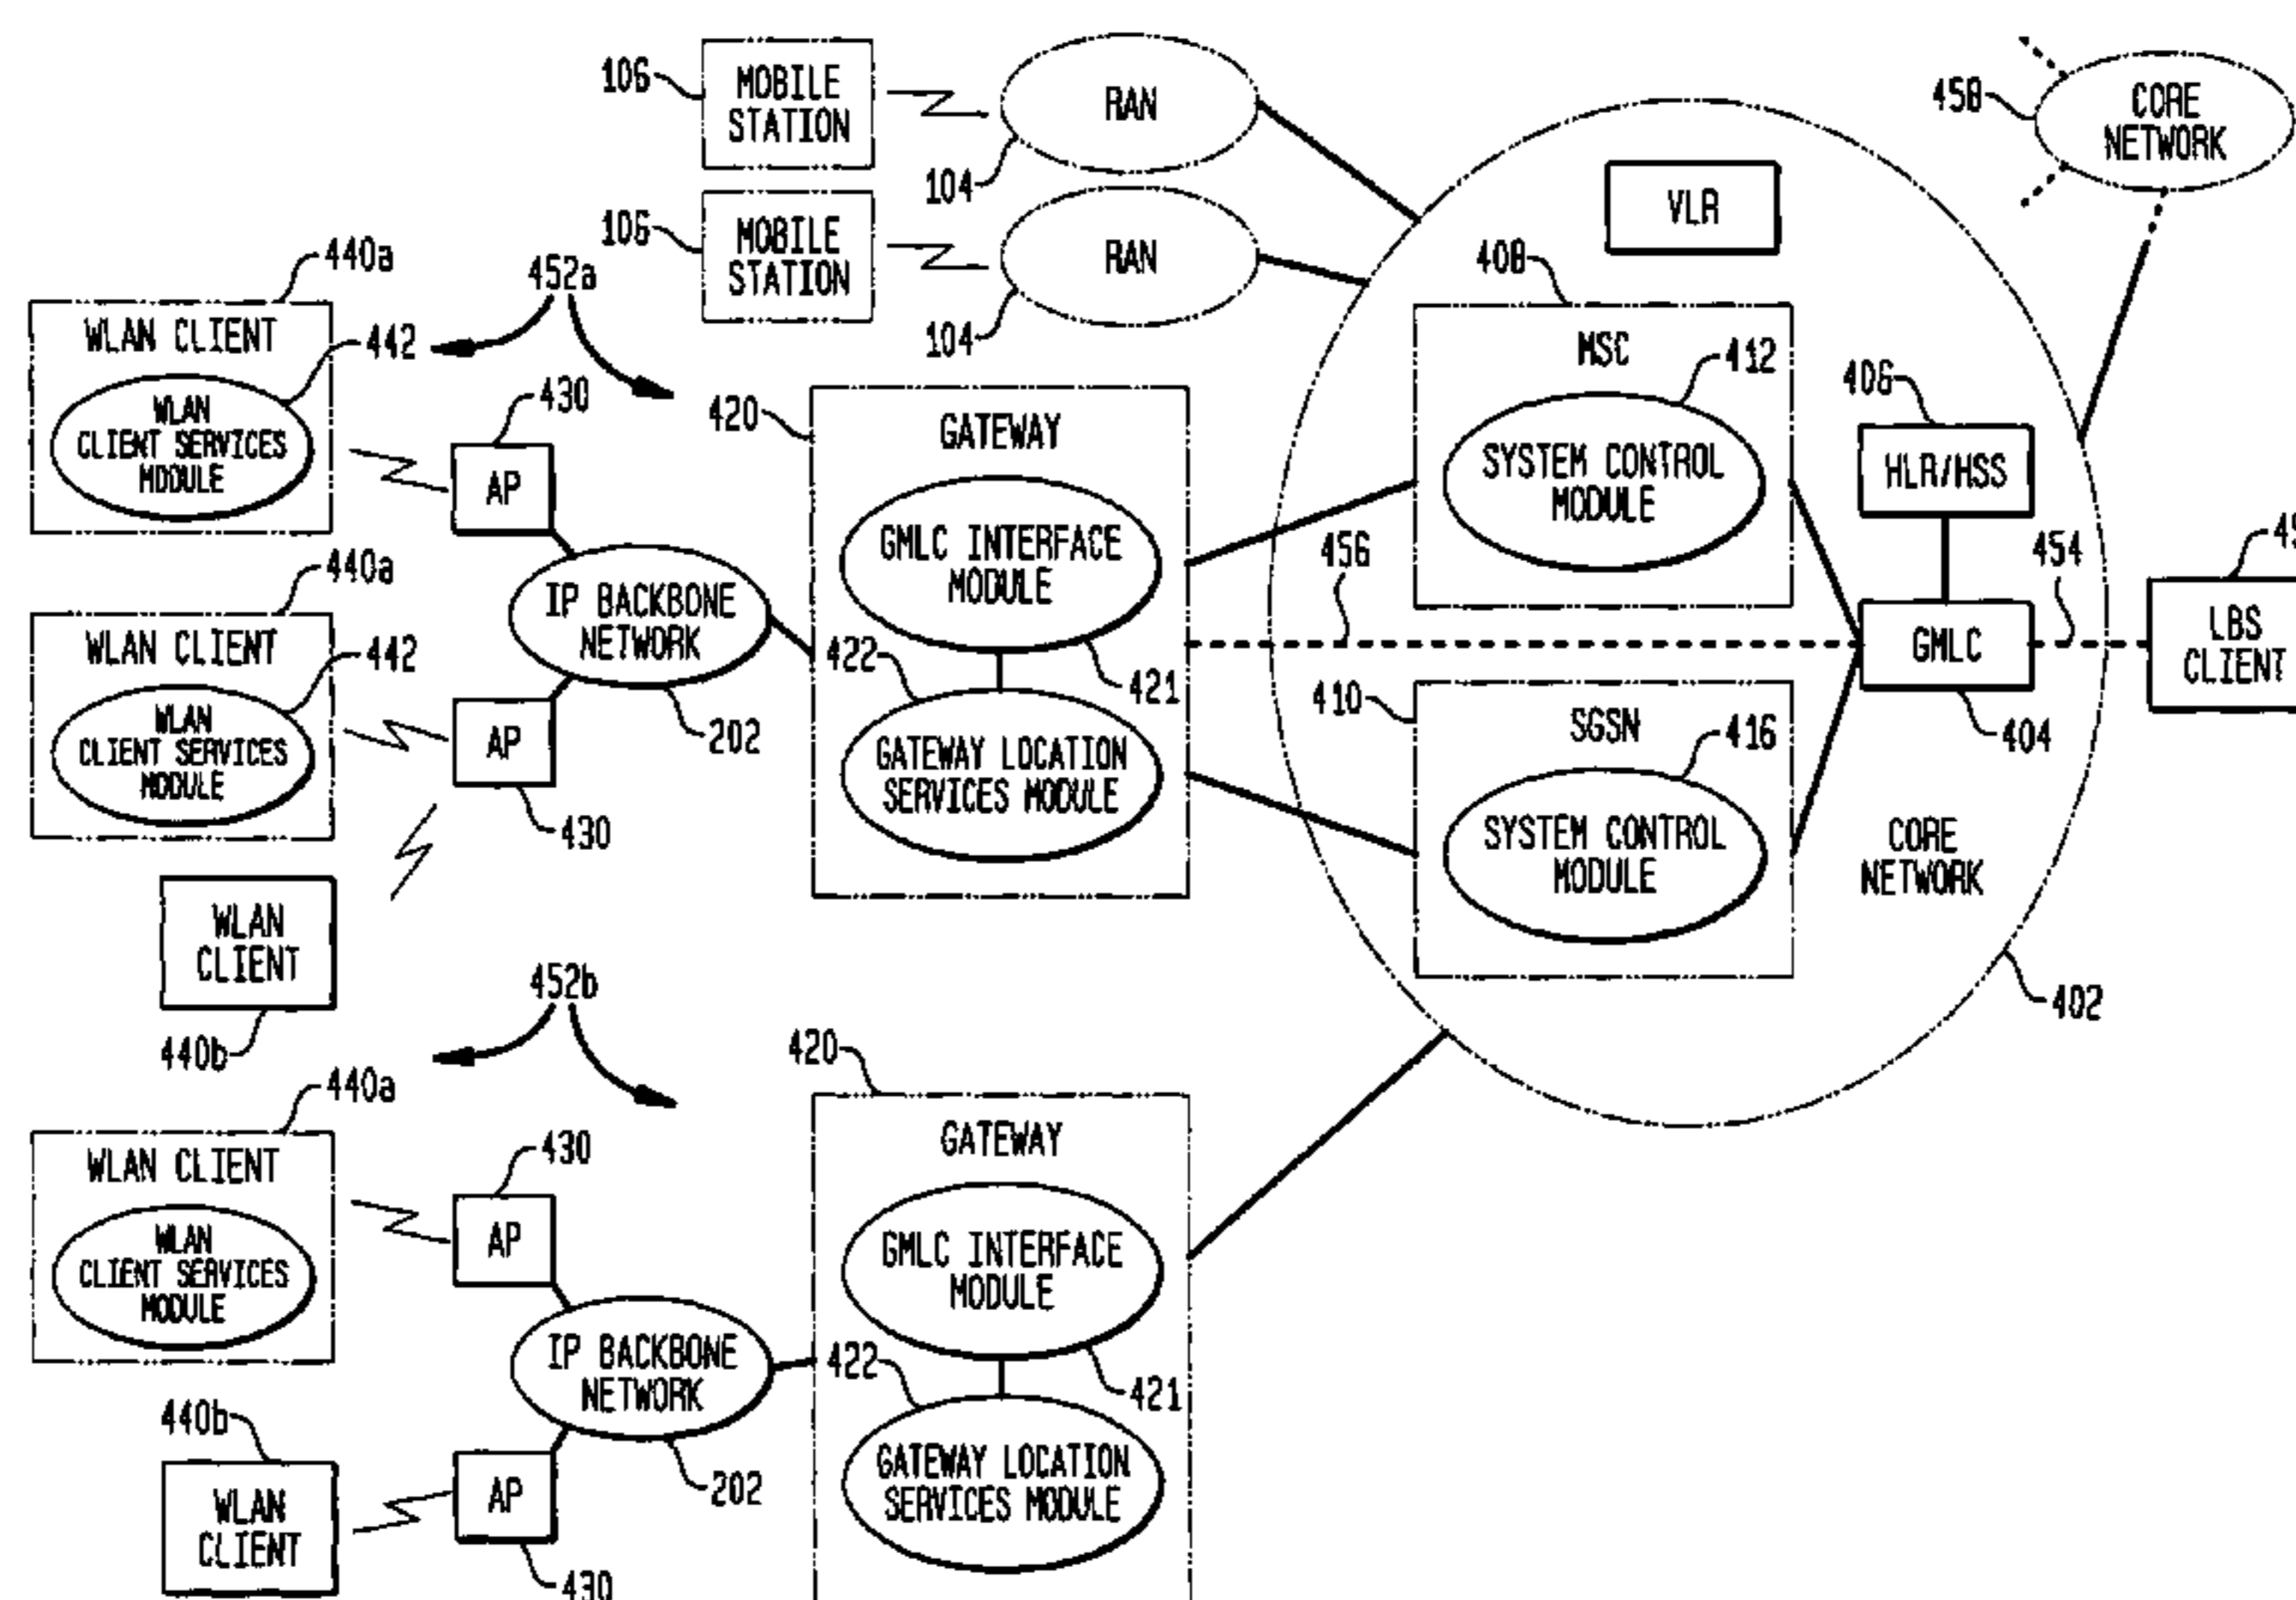 106
MOBILE
STATION
RAN
104
106
MOBILE
STATION
RAN
104
458
CORE
NETWORK
VLR
440a
WLAN CLIENT
442
WLAN
CLIENT SERVICES
MODULE
452a
430
AP
440a
WLAN CLIENT
442
WLAN
CLIENT SERVICES
MODULE
IP BACKBONE
NETWORK
202
AP
430
WLAN
CLIENT
440b
420
GATEWAY
GMLC INTERFACE
MODULE
421
422
GATEWAY LOCATION
SERVICES MODULE
408
MSC
412
SYSTEM CONTROL
MODULE
406
HLR/HSS
456
454
GMLC
404
LBS
CLIENT
410
SGSN
416
SYSTEM CONTROL
MODULE
CORE
NETWORK
402
452b
440a
WLAN CLIENT
WLAN
CLIENT SERVICES
MODULE
430
AP
IP BACKBONE
NETWORK
202
440b
WLAN
CLIENT
AP
430
420
GATEWAY
GMLC INTERFACE
MODULE
421
422
GATEWAY LOCATION
SERVICES MODULE